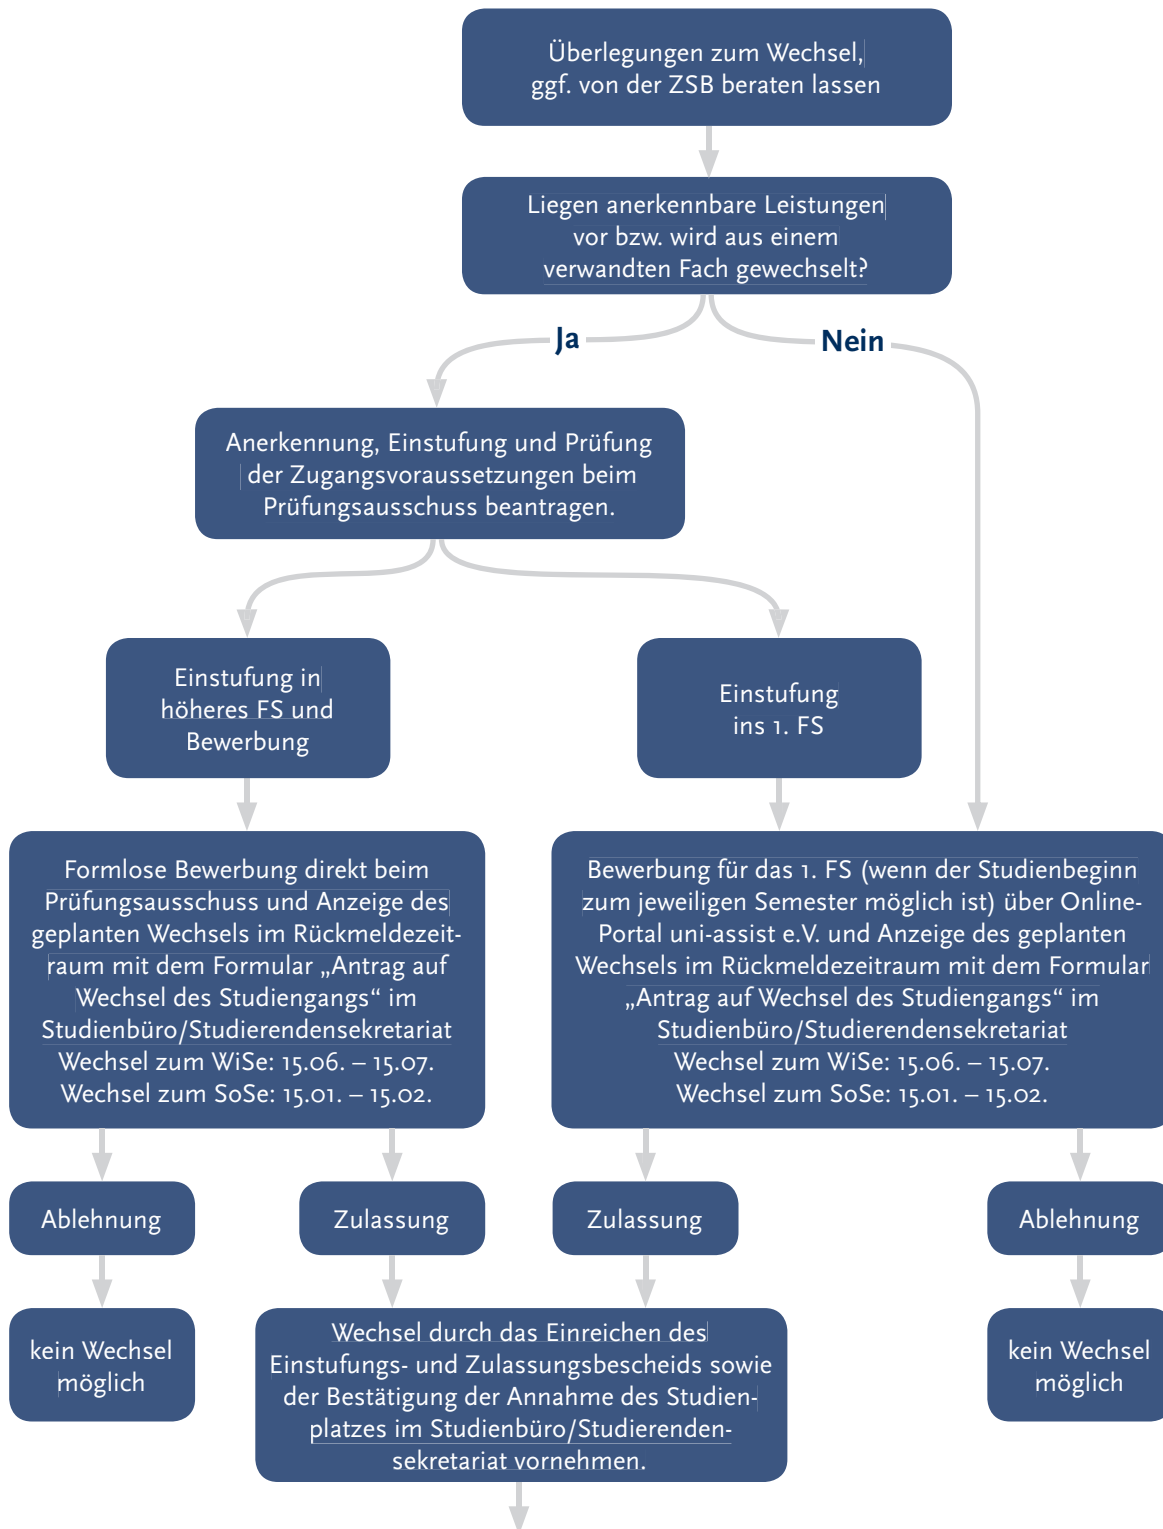 Überlegungen zum Wechsel,
ggf. von der ZSB beraten lassen
Liegen anerkennbare Leistungen
vor bzw. wird aus einem
verwandten Fach gewechselt?
Ja
Nein
Anerkennung, Einstufung und Prüfung
der Zugangsvoraussetzungen beim
Prüfungsausschuss beantragen.
Einstufung in
höheres FS und
Bewerbung
Einstufung
ins 1. FS
Formlose Bewerbung direkt beim
Prüfungsausschuss und Anzeige des
geplanten Wechsels im Rückmeldezeit-
raum mit dem Formular „Antrag auf
Wechsel des Studiengangs“ im
Studienbüro/Studierendensekretariat
Wechsel zum WiSe: 15.06. – 15.07.
Wechsel zum SoSe: 15.01. – 15.02.
Bewerbung für das 1. FS (wenn der Studienbeginn
zum jeweiligen Semester möglich ist) über Online-
Portal uni-assist e.V. und Anzeige des geplanten
Wechsels im Rückmeldezeitraum mit dem Formular
„Antrag auf Wechsel des Studiengangs“ im
Studienbüro/Studierendensekretariat
Wechsel zum WiSe: 15.06. – 15.07.
Wechsel zum SoSe: 15.01. – 15.02.
Ablehnung
Zulassung
Zulassung
Ablehnung
kein Wechsel
möglich
Wechsel durch das Einreichen des
Einstufungs- und Zulassungsbescheids sowie
der Bestätigung der Annahme des Studien-
platzes im Studienbüro/Studierenden-
sekretariat vornehmen.
kein Wechsel
möglich